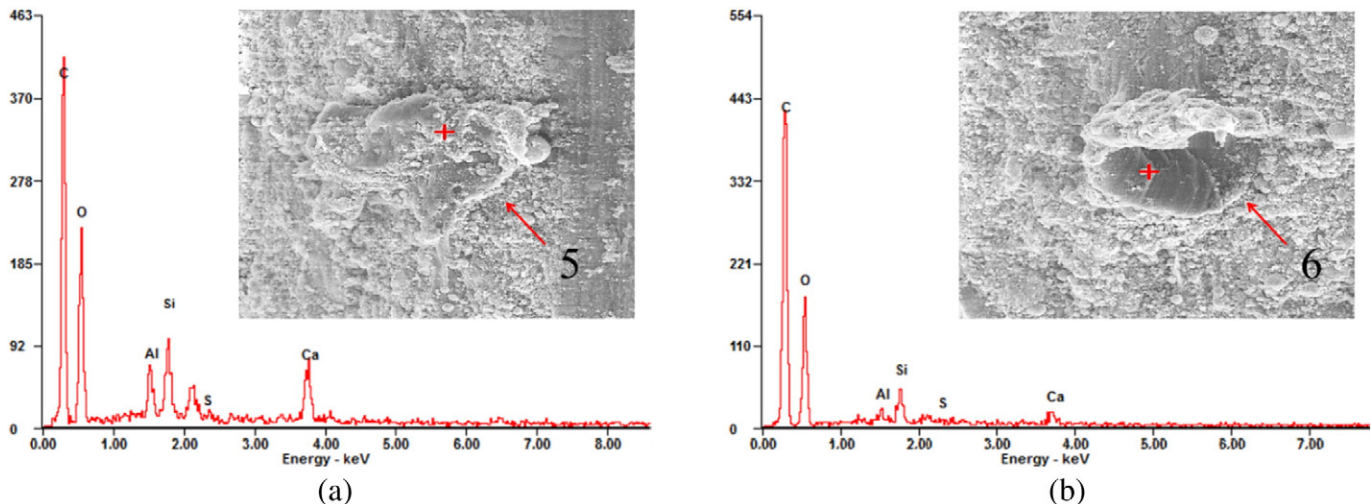 463
370
278
185
92
0
C
O
Al
Si
S
Ca
0.00 1.00 2.00 3.00 4.00 5.00 6.00 7.00 8.00
Energy - keV
5
(a)
554
443
332
221
110
0
C
O
Al
Si
S
Ca
0.00 1.00 2.00 3.00 4.00 5.00 6.00 7.00
Energy - keV
6
(b)